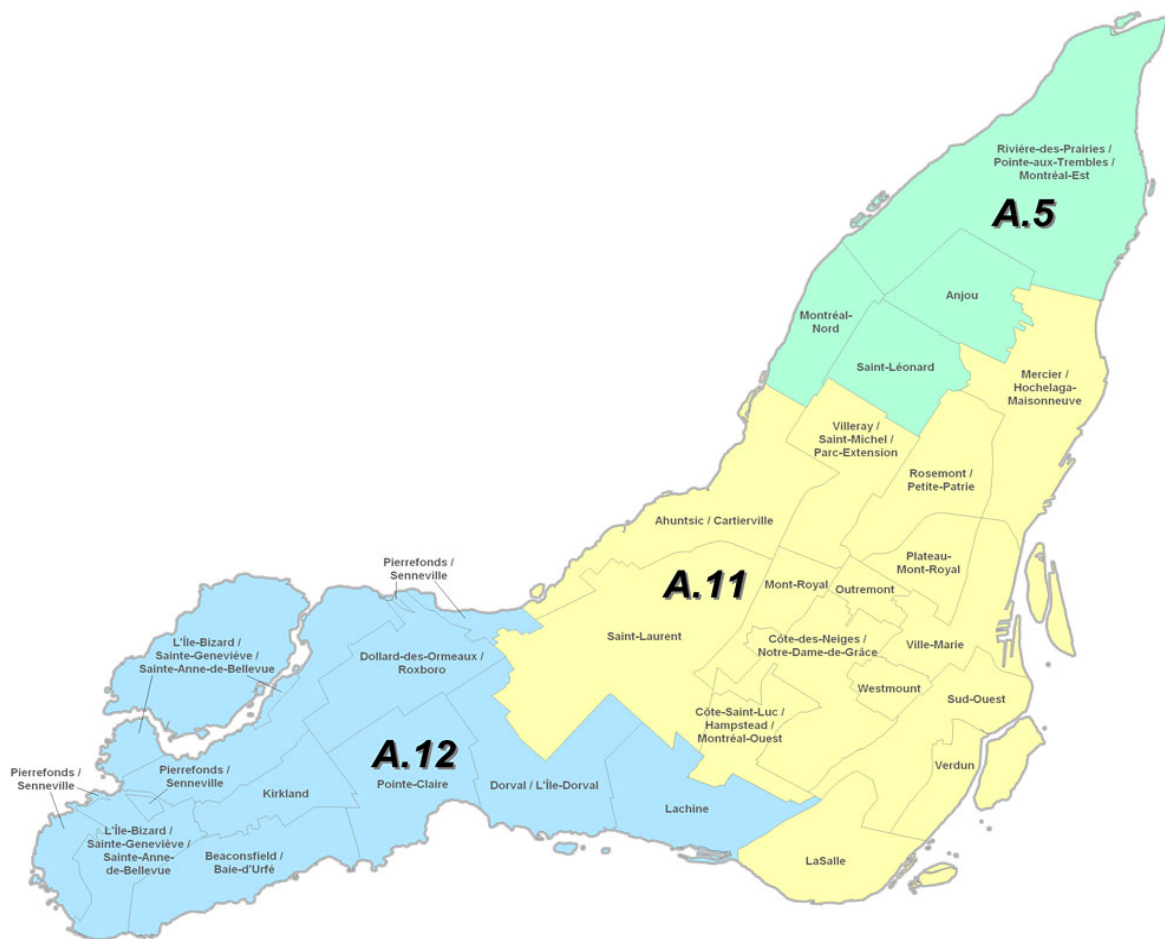 Rivière-des-Prairies /
Pointe-aux-Trembles /
Montréal-Est
A.5
Anjou
Montréal-
Nord
Saint-Léonard
Mercier /
Hochelaga-
Maisonneuve
Villeray /
Saint-Michel /
Parc-Extension
Rosemont /
Petite-Patrie
Ahuntsic / Cartierville
Plateau-
Mont-Royal
Pierrefonds /
Senneville
A.11
Mont-Royal
Outremont
Saint-Laurent
Côte-des-Neiges /
Notre-Dame-de-Grâce
Ville-Marie
L'Île-Bizard /
Sainte-Geneviève /
Sainte-Anne-de-Bellevue
Dollard-des-Ormeaux /
Roxboro
Westmount
Sud-Ouest
Côte-Saint-Luc /
Hampstead /
Montréal-Ouest
A.12
Verdun
Pierrefonds /
Senneville
Pierrefonds /
Senneville
Kirkland
Pointe-Claire
Dorval / L'Île-Dorval
Lachine
L'Île-Bizard /
Sainte-Geneviève /
Sainte-Anne-
de-Bellevue
Beaconsfield /
Baie-d'Urfé
LaSalle